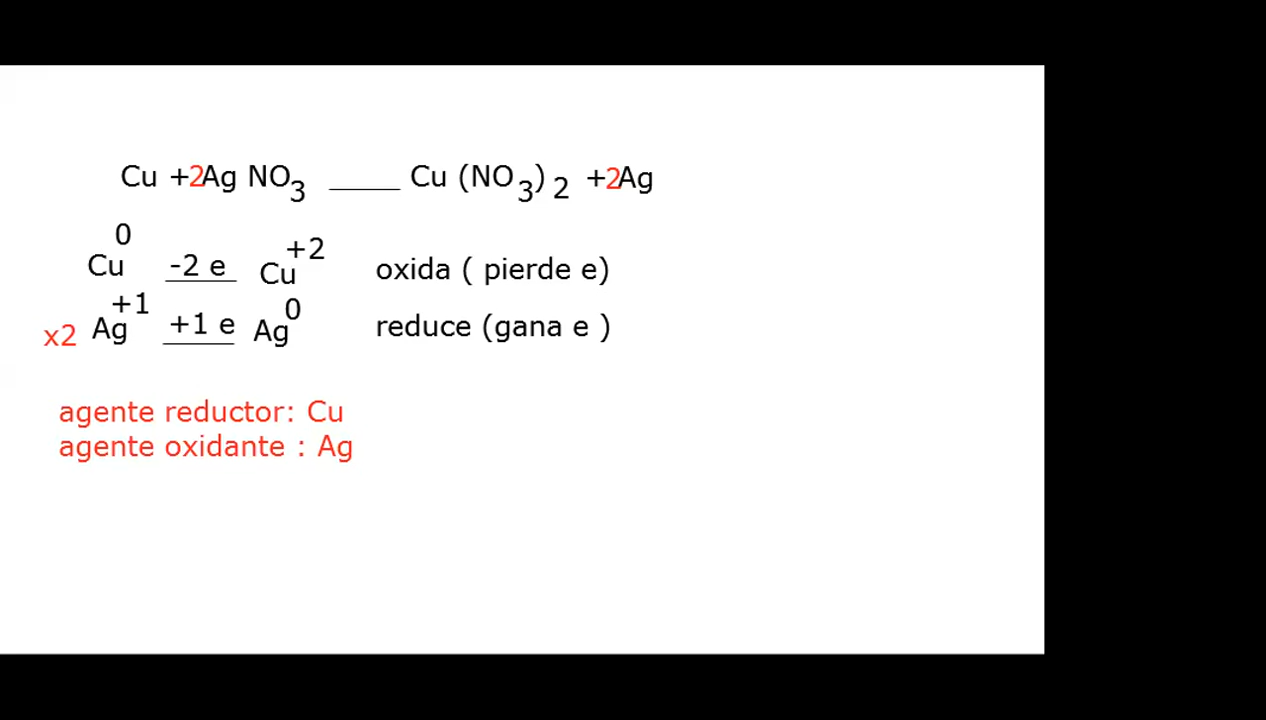 Cu +2Ag NO3 ____ Cu (NO3)2 +2Ag
Cu0 -2 e Cu+2 oxida ( pierde e)
x2 Ag+1 +1 e Ag0 reduce (gana e )
agente reductor: Cu
agente oxidante : Ag